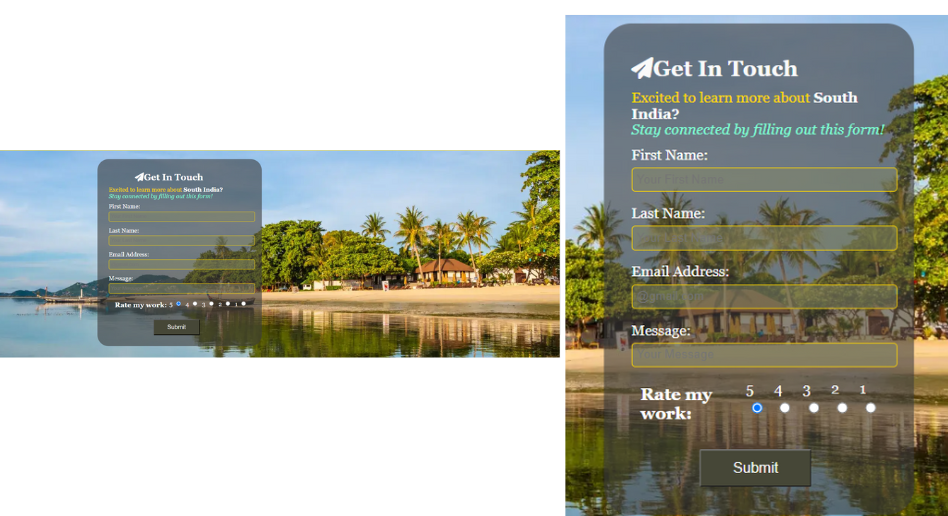 Get In Touch
Excited to learn more about South India?
Stay connected by filling out this form!
First Name:
Last Name:
Email Address:
Message:
Rate my work: 5 4 3 2 1
Submit
Get In Touch
Excited to learn more about South
India?
Stay connected by filling out this form!
First Name:
Your First Name
Last Name:
Email Address:
Message:
Your Message
5 4 3 2 1
Rate my
work:
Submit